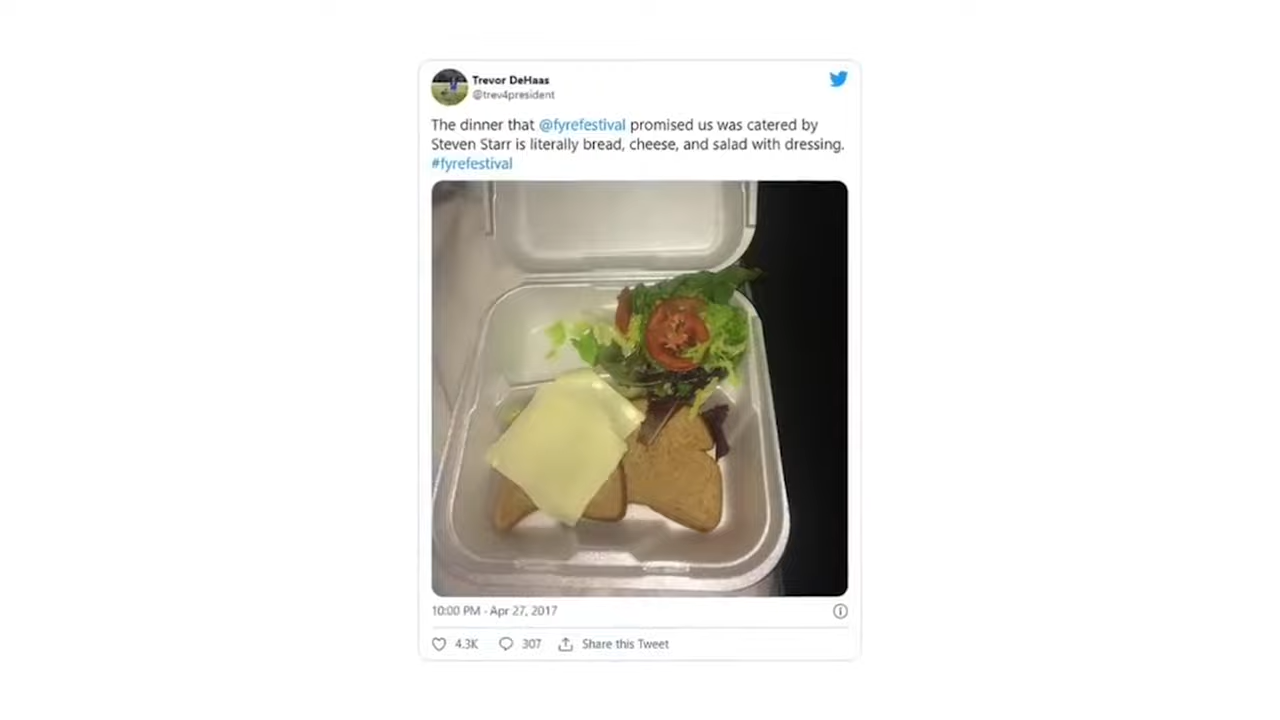 Trevor DeHaas
@trev4president
The dinner that @fyrefestival promised us was catered by
Steven Starr is literally bread, cheese, and salad with dressing.
#fyrefestival
10:00 PM · Apr 27, 2017
4.3K 307 Share this Tweet